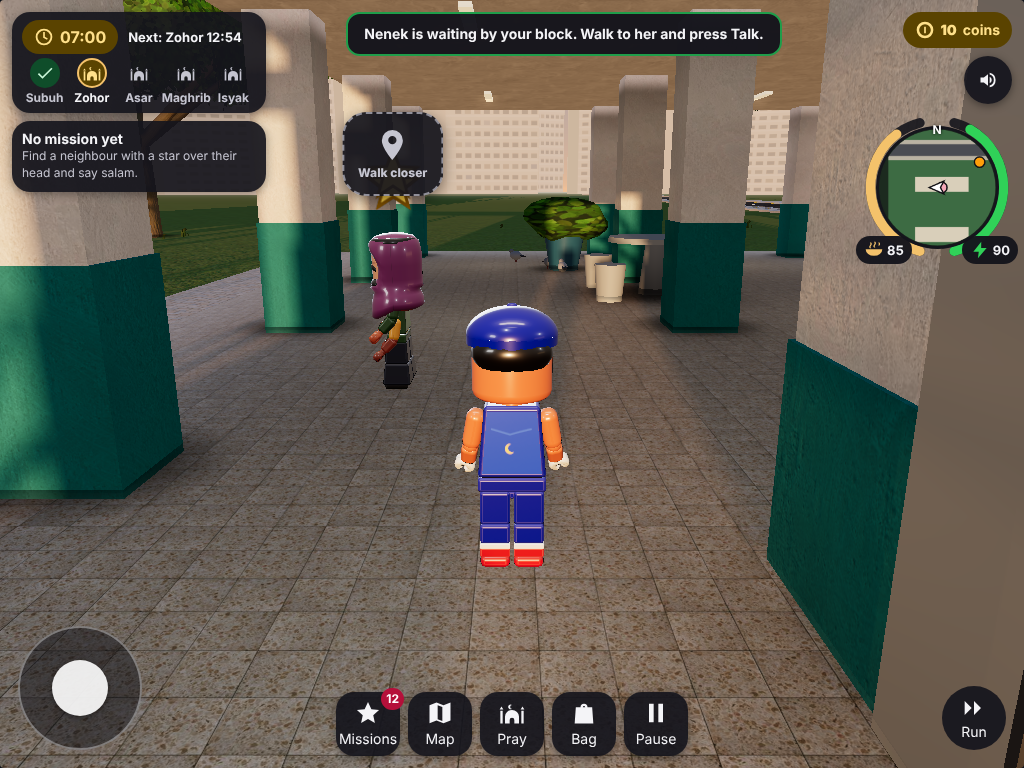 07:00
Next: Zohor 12:54
Subuh
Zohor
Asar
Maghrib
Isyak
No mission yet
Find a neighbour with a star over their
head and say salam.
Nenek is waiting by your block. Walk to her and press Talk.
10 coins
Walk closer
N
85
90
12
Missions
Map
Pray
Bag
Pause
Run